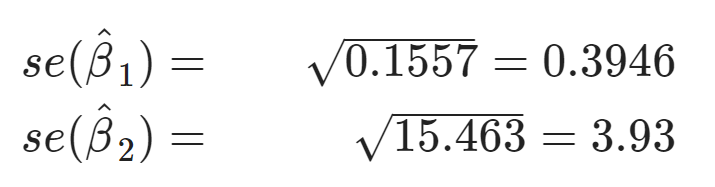 se(β̂₁) = √0.1557 = 0.3946
se(β̂₂) = √15.463 = 3.93